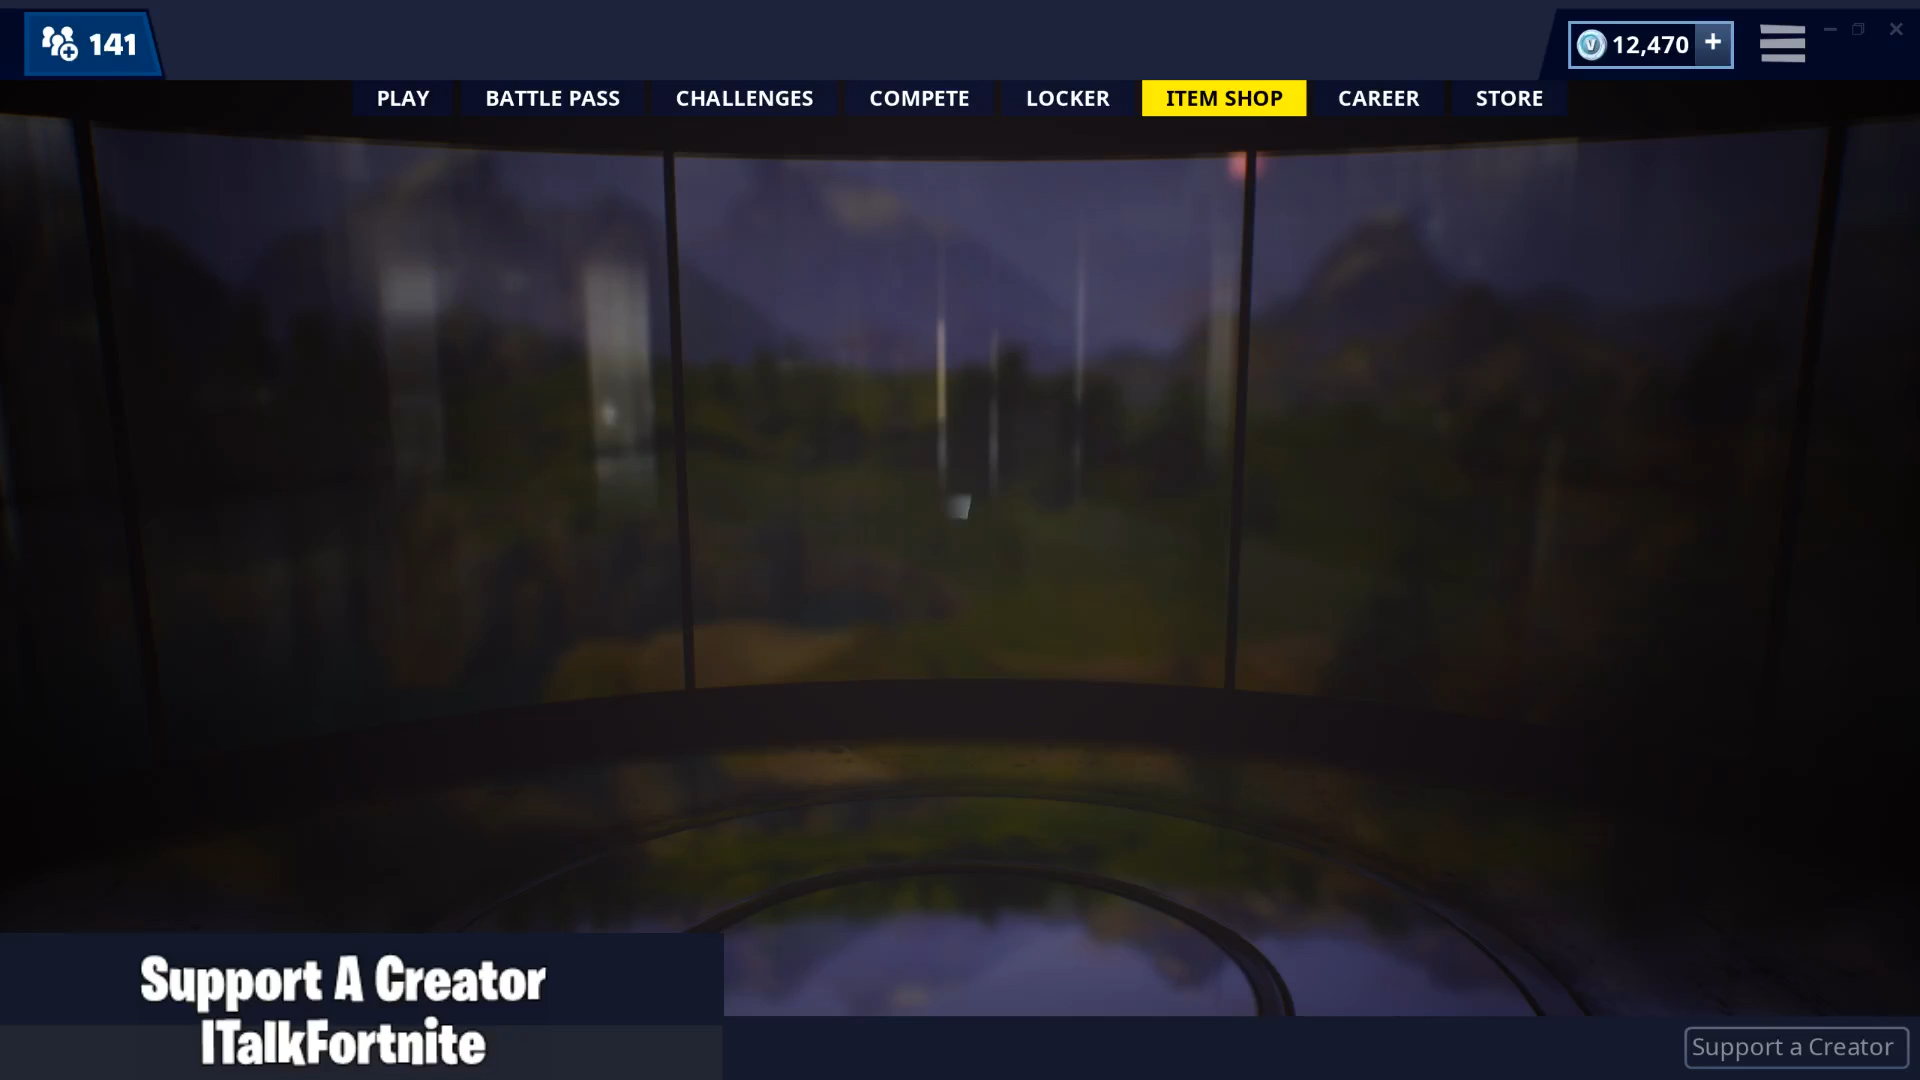 141
12,470 +
PLAY BATTLE PASS CHALLENGES COMPETE LOCKER ITEM SHOP CAREER STORE
Support A Creator
ITalkFortnite
Support a Creator